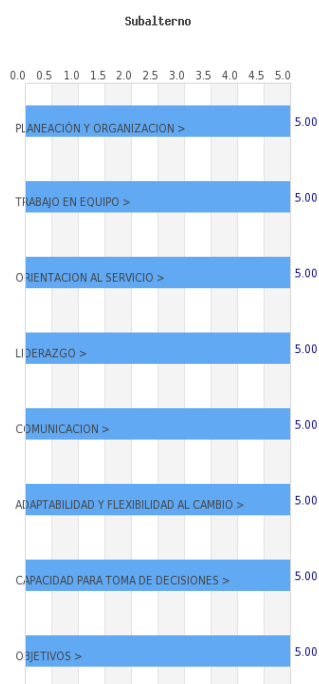 Subalterno
0.0 0.5 1.0 1.5 2.0 2.5 3.0 3.5 4.0 4.5 5.0
PLANEACIÓN Y ORGANIZACION > 5.00
TRABAJO EN EQUIPO > 5.00
ORIENTACION AL SERVICIO > 5.00
LIDERAZGO > 5.00
COMUNICACION > 5.00
ADAPTABILIDAD Y FLEXIBILIDAD AL CAMBIO > 5.00
CAPACIDAD PARA TOMA DE DECISIONES > 5.00
OBJETIVOS > 5.00